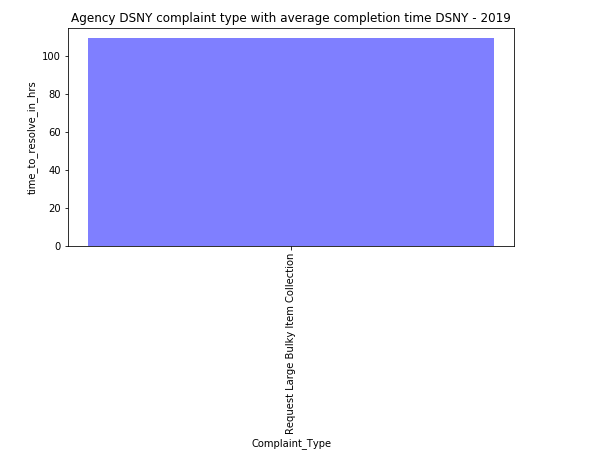 Agency DSNY complaint type with average completion time DSNY - 2019
time_to_resolve_in_hrs
100
80
60
40
20
0
Request Large Bulky Item Collection
Complaint_Type